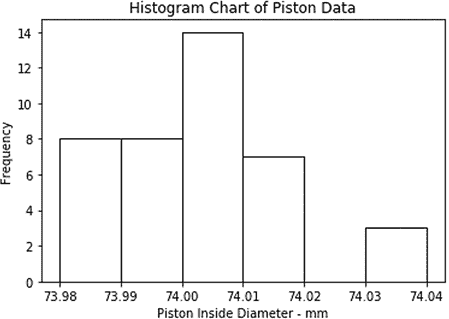 Histogram Chart of Piston Data
Frequency
14
12
10
8
6
4
2
0
73.98 73.99 74.00 74.01 74.02 74.03 74.04
Piston Inside Diameter - mm